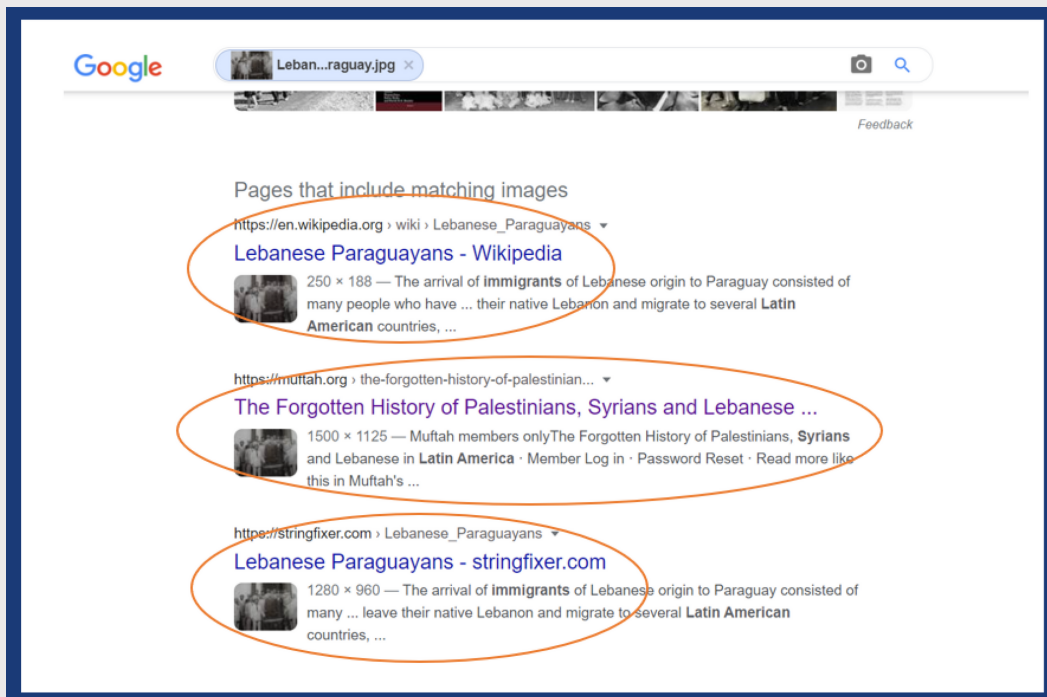 Google
Leban...raguay.jpg ×
Feedback
Pages that include matching images
https://en.wikipedia.org › wiki › Lebanese_Paraguayans
Lebanese Paraguayans - Wikipedia
250 × 188 — The arrival of immigrants of Lebanese origin to Paraguay consisted of
many people who have ... their native Lebanon and migrate to several Latin
American countries, ...
https://muftah.org › the-forgotten-history-of-palestinian...
The Forgotten History of Palestinians, Syrians and Lebanese ...
1500 × 1125 — Muftah members onlyThe Forgotten History of Palestinians, Syrians
and Lebanese in Latin America · Member Log in · Password Reset · Read more like
this in Muftah's ...
https://stringfixer.com › Lebanese_Paraguayans
Lebanese Paraguayans - stringfixer.com
1280 × 960 — The arrival of immigrants of Lebanese origin to Paraguay consisted of
many ... leave their native Lebanon and migrate to several Latin American
countries, ...